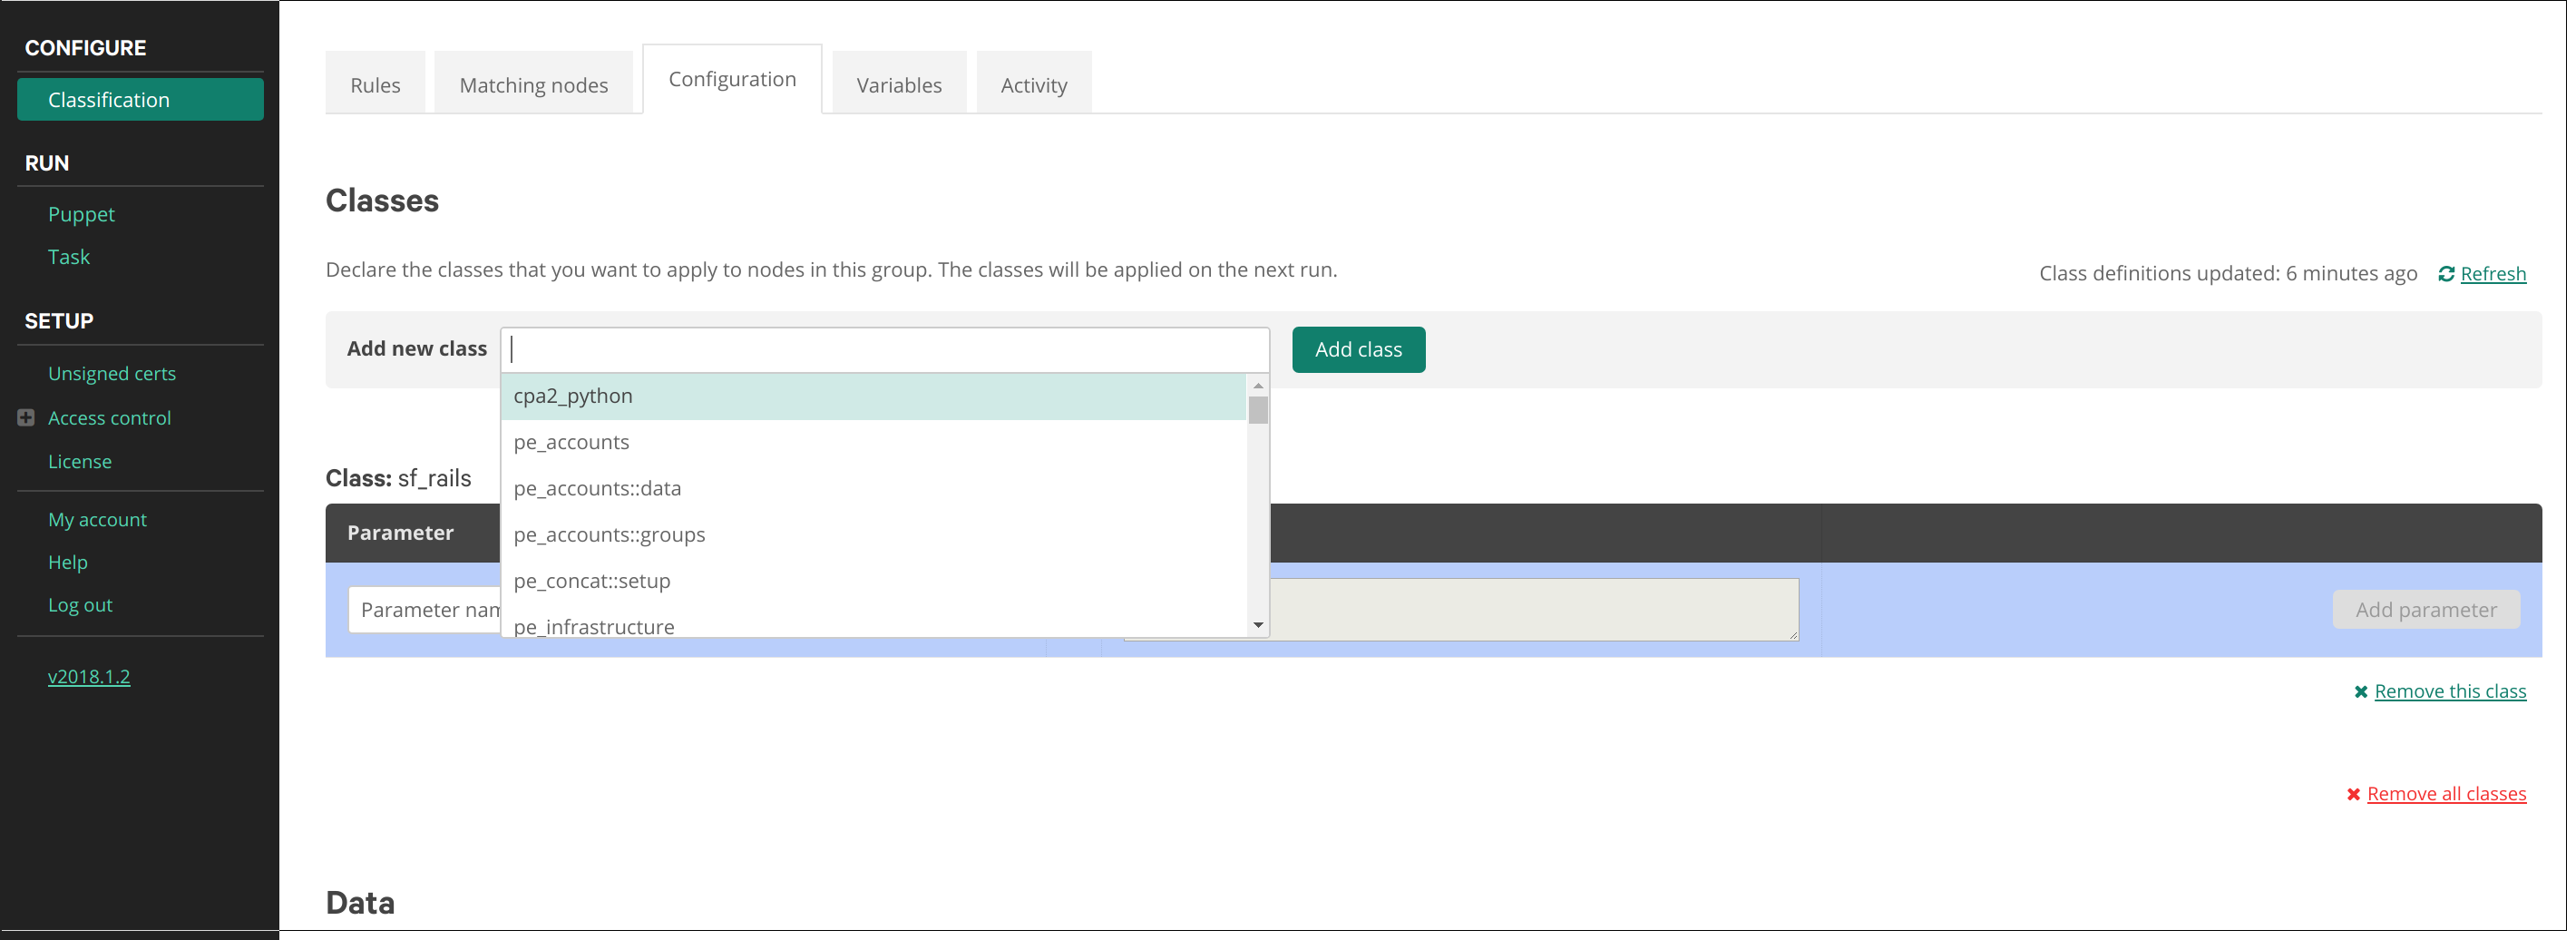 CONFIGURE
Classification
RUN
Puppet
Task
SETUP
Unsigned certs
Access control
License
My account
Help
Log out
v2018.1.2
Rules
Matching nodes
Configuration
Variables
Activity
Classes
Declare the classes that you want to apply to nodes in this group. The classes will be applied on the next run.
Class definitions updated: 6 minutes ago
Refresh
Add new class
Add class
cpa2_python
pe_accounts
pe_accounts::data
pe_accounts::groups
pe_concat::setup
pe_infrastructure
Class: sf_rails
Parameter
Parameter nam
Add parameter
Remove this class
Remove all classes
Data